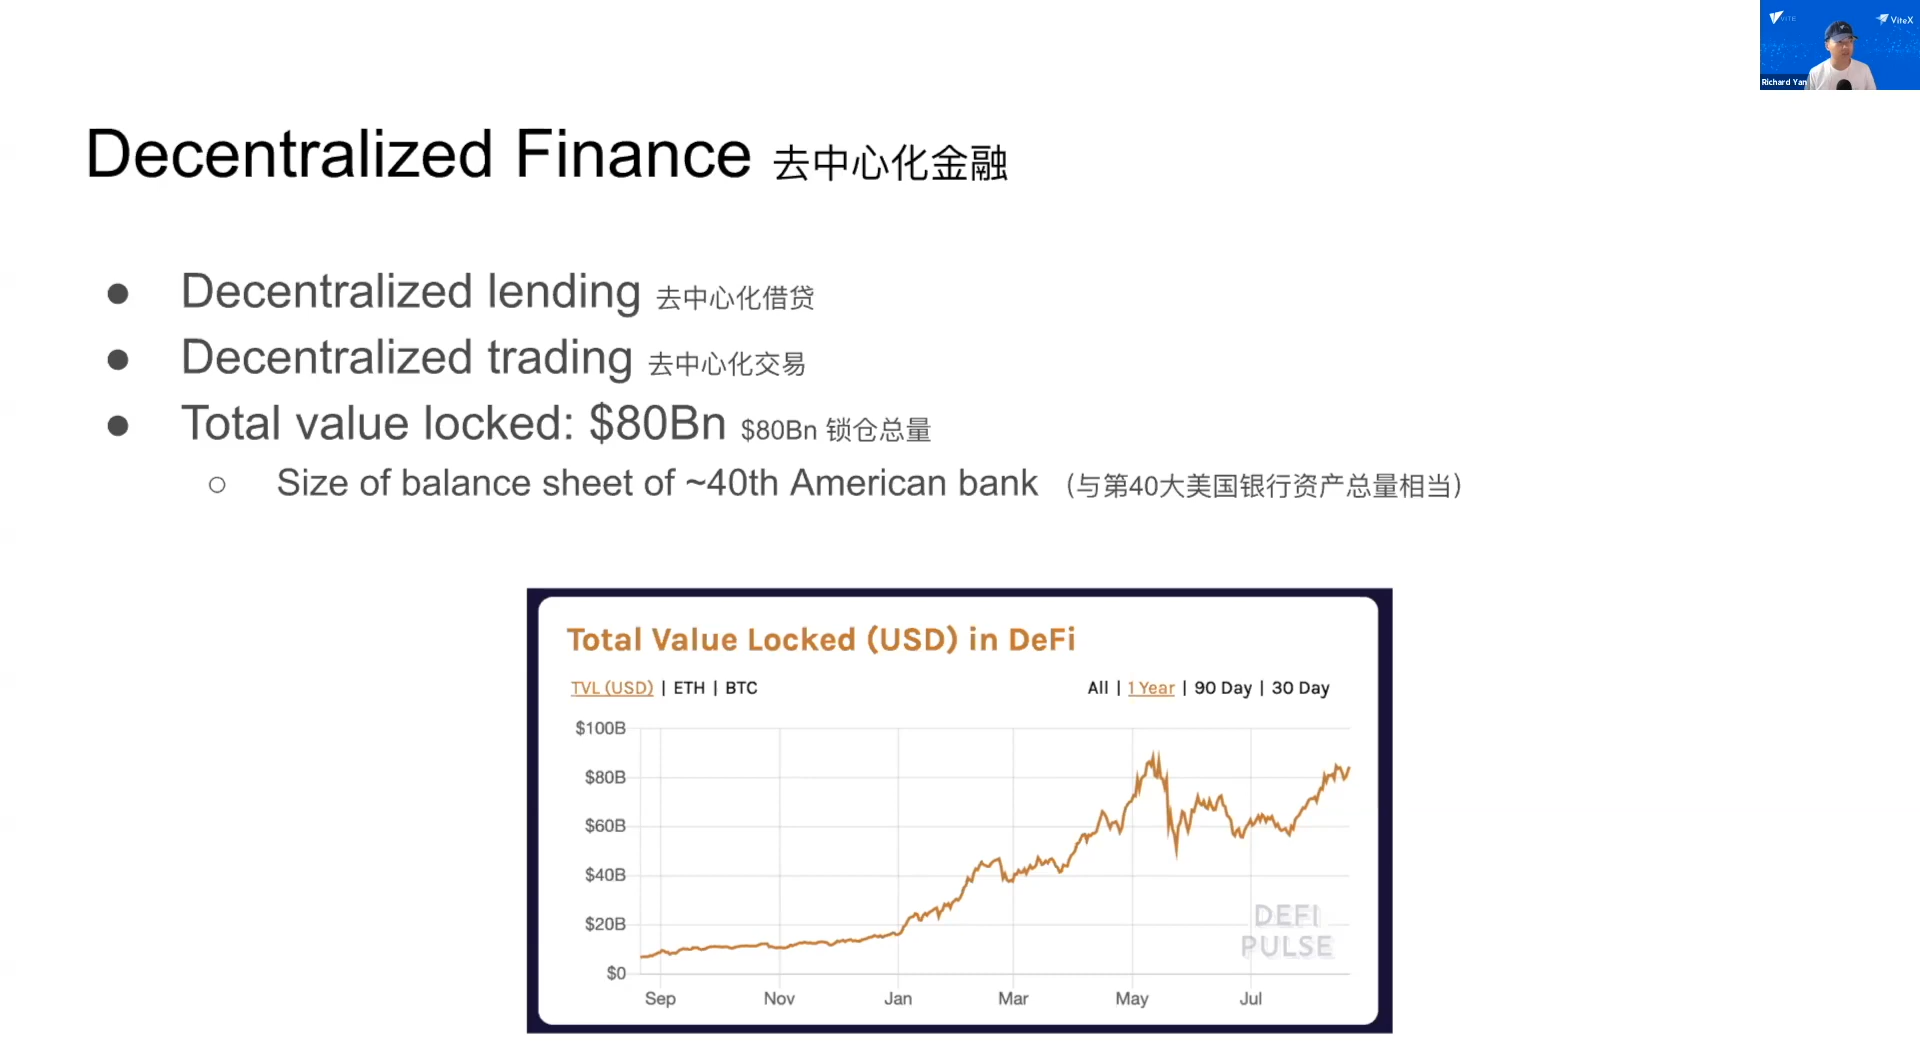 VITE
ViteX
Richard Yan
Decentralized Finance 去中心化金融
● Decentralized lending 去中心化借贷
● Decentralized trading 去中心化交易
● Total value locked: $80Bn $80Bn 锁仓总量
○ Size of balance sheet of ~40th American bank （与第40大美国银行资产总量相当）
Total Value Locked (USD) in DeFi
TVL (USD) | ETH | BTC All | 1 Year | 90 Day | 30 Day
$100B
$80B
$60B
$40B
$20B
$0
DEFI
PULSE
Sep Nov Jan Mar May Jul